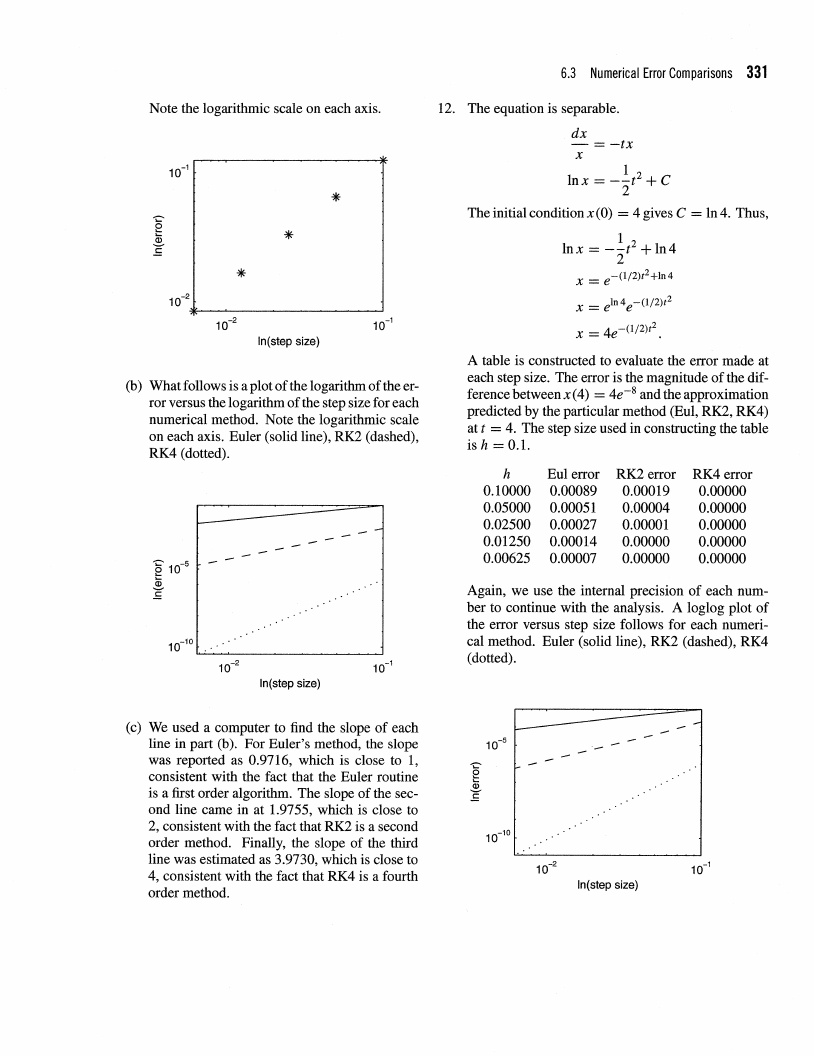 6.3 Numerical Error Comparisons 331
Note the logarithmic scale on each axis.
10^{-1}
ln(error)
10^{-2}
10^{-2} 10^{-1}
ln(step size)
(b) What follows is a plot of the logarithm of the er-
ror versus the logarithm of the step size for each
numerical method. Note the logarithmic scale
on each axis. Euler (solid line), RK2 (dashed),
RK4 (dotted).
ln(error)
10^{-5}
10^{-10}
10^{-2} 10^{-1}
ln(step size)
(c) We used a computer to find the slope of each
line in part (b). For Euler's method, the slope
was reported as 0.9716, which is close to 1,
consistent with the fact that the Euler routine
is a first order algorithm. The slope of the sec-
ond line came in at 1.9755, which is close to
2, consistent with the fact that RK2 is a second
order method. Finally, the slope of the third
line was estimated as 3.9730, which is close to
4, consistent with the fact that RK4 is a fourth
order method.
12. The equation is separable.
dx/x = -tx
ln x = -1/2 t^2 + C
The initial condition x(0) = 4 gives C = ln 4. Thus,
ln x = -1/2 t^2 + ln 4
x = e^{-(1/2)t^2+ln 4}
x = e^{ln 4}e^{-(1/2)t^2}
x = 4e^{-(1/2)t^2}.
A table is constructed to evaluate the error made at
each step size. The error is the magnitude of the dif-
ference between x(4) = 4e^{-8} and the approximation
predicted by the particular method (Eul, RK2, RK4)
at t = 4. The step size used in constructing the table
is h = 0.1.
h Eul error RK2 error RK4 error
0.10000 0.00089 0.00019 0.00000
0.05000 0.00051 0.00004 0.00000
0.02500 0.00027 0.00001 0.00000
0.01250 0.00014 0.00000 0.00000
0.00625 0.00007 0.00000 0.00000
Again, we use the internal precision of each num-
ber to continue with the analysis. A loglog plot of
the error versus step size follows for each numeri-
cal method. Euler (solid line), RK2 (dashed), RK4
(dotted).
10^{-5}
ln(error)
10^{-10}
10^{-2} 10^{-1}
ln(step size)